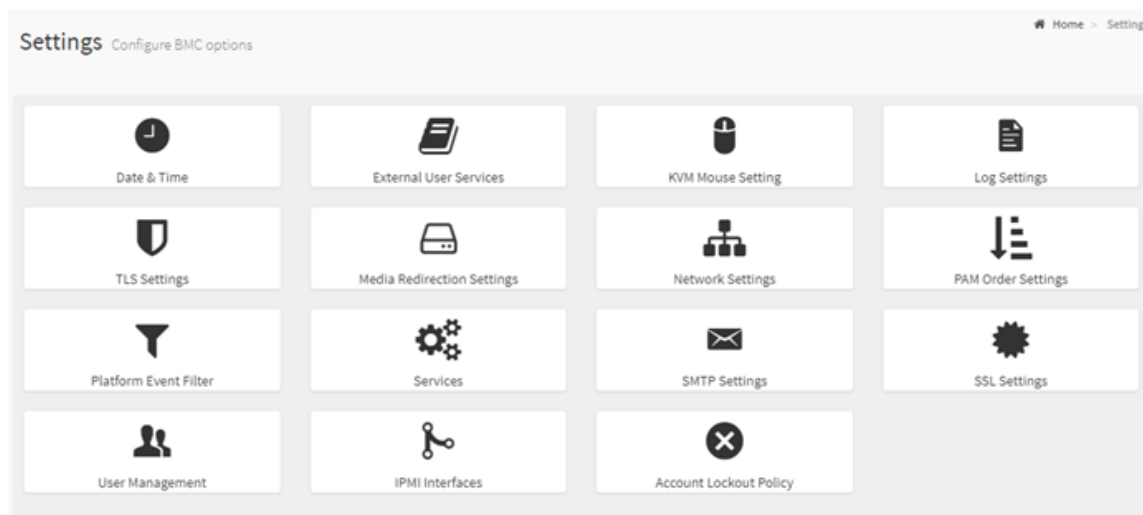 Settings Configure BMC options
Home > Setting
Date & Time
External User Services
KVM Mouse Setting
Log Settings
TLS Settings
Media Redirection Settings
Network Settings
PAM Order Settings
Platform Event Filter
Services
SMTP Settings
SSL Settings
User Management
IPMI Interfaces
Account Lockout Policy